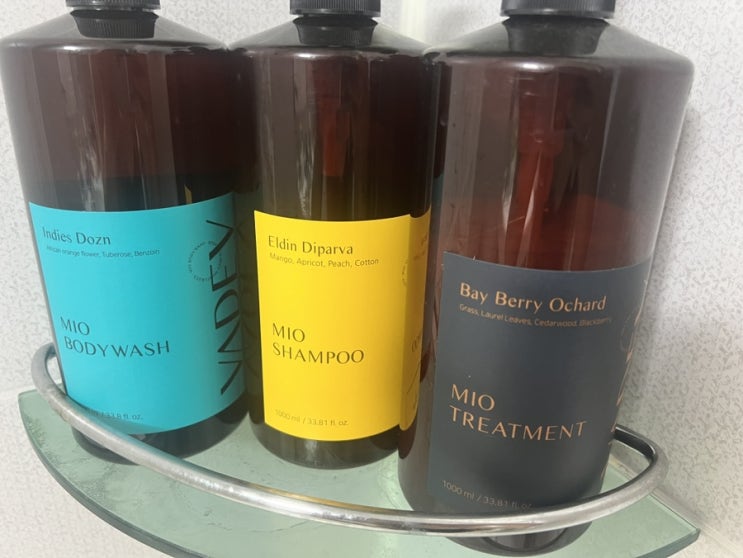 Indies Dozn
African orange flower, Tuberose, Benzoin
MIO
BODYWASH
VADEV
Eldin Diparva
Mango, Apricot, Peach, Cotton
MIO
SHAMPOO
1000 ml / 33.81 fl. oz.
Bay Berry Ochard
Grass, Laurel Leaves, Cedarwood, Blackberry
MIO
TREATMENT
1000 ml / 33.81 fl. oz.